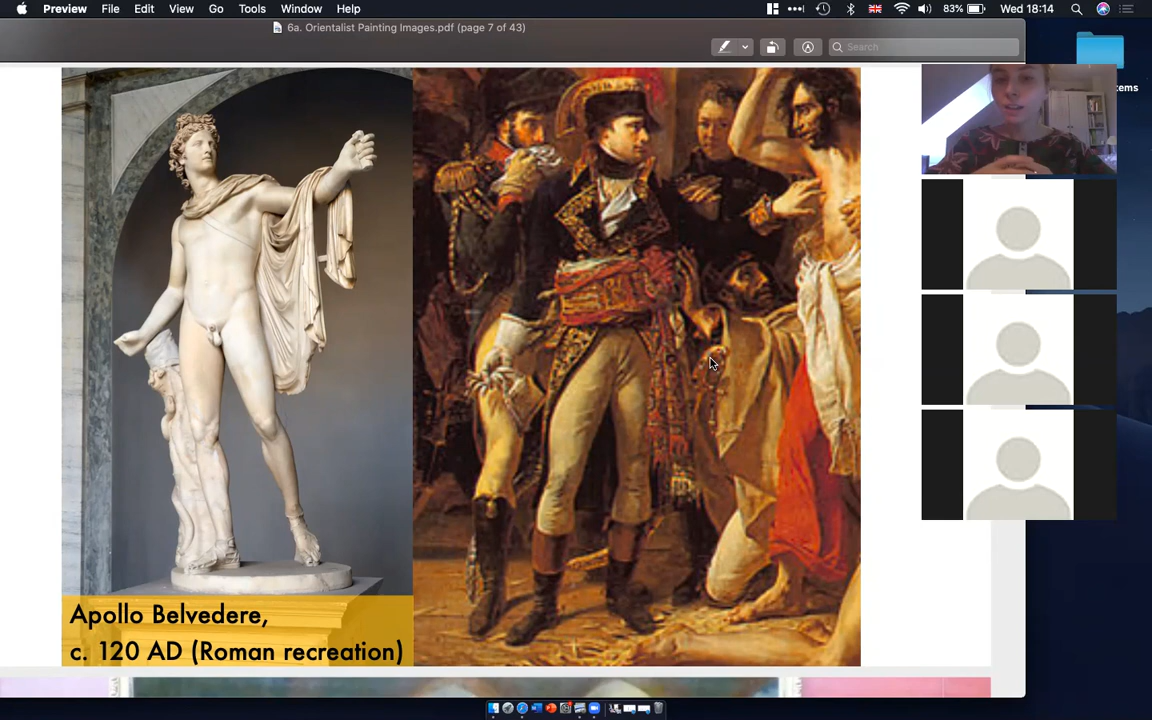 Preview File Edit View Go Tools Window Help
83% Wed 18:14
6a. Orientalist Painting Images.pdf (page 7 of 43)
Search
tems
Apollo Belvedere,
c. 120 AD (Roman recreation)